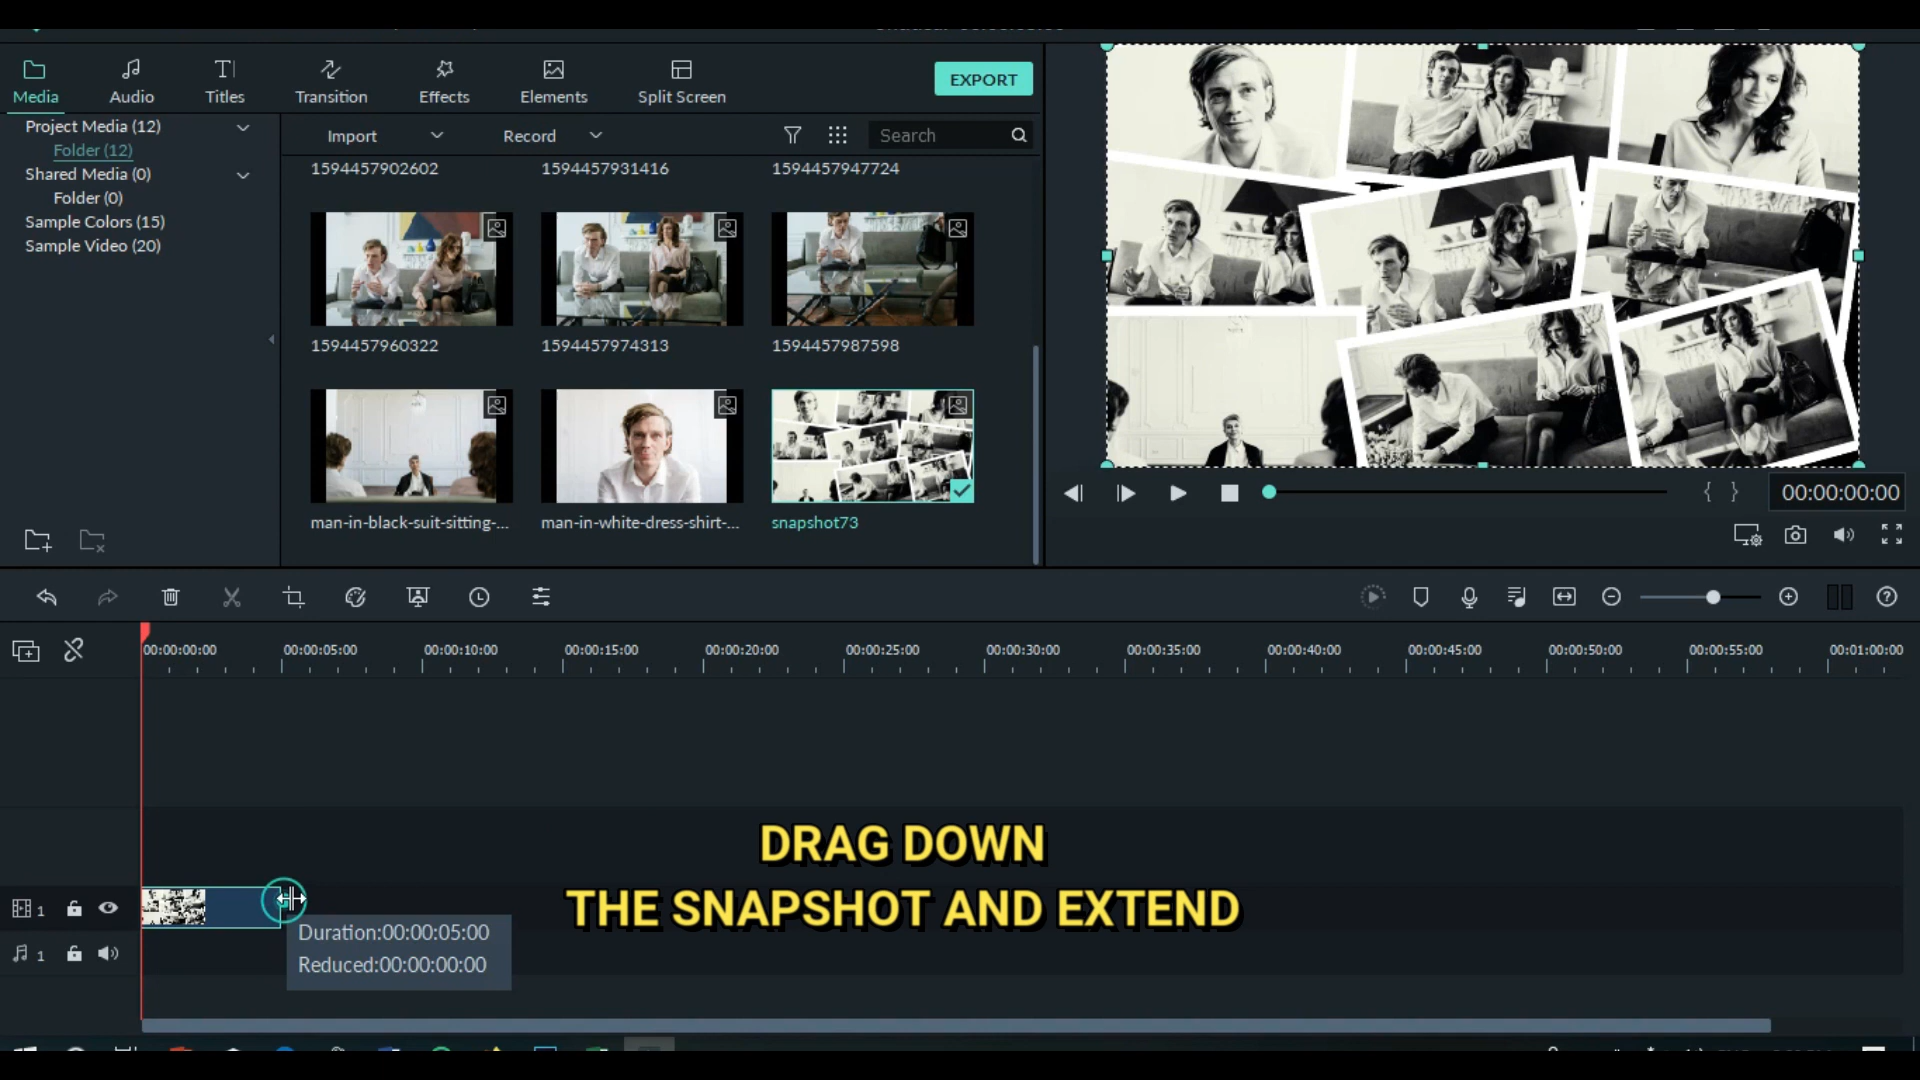 Media
Audio
Titles
Transition
Effects
Elements
Split Screen
EXPORT
Project Media (12)
Folder (12)
Shared Media (0)
Folder (0)
Sample Colors (15)
Sample Video (20)
Import
Record
Search
1594457902602
1594457931416
1594457947724
1594457960322
1594457974313
1594457987598
man-in-black-suit-sitting-...
man-in-white-dress-shirt-...
snapshot73
00:00:00:00
00:00:00:00
00:00:05:00
00:00:10:00
00:00:15:00
00:00:20:00
00:00:25:00
00:00:30:00
00:00:35:00
00:00:40:00
00:00:45:00
00:00:50:00
00:00:55:00
00:01:00:00
DRAG DOWN
THE SNAPSHOT AND EXTEND
1
Duration:00:00:05:00
Reduced:00:00:00:00
1